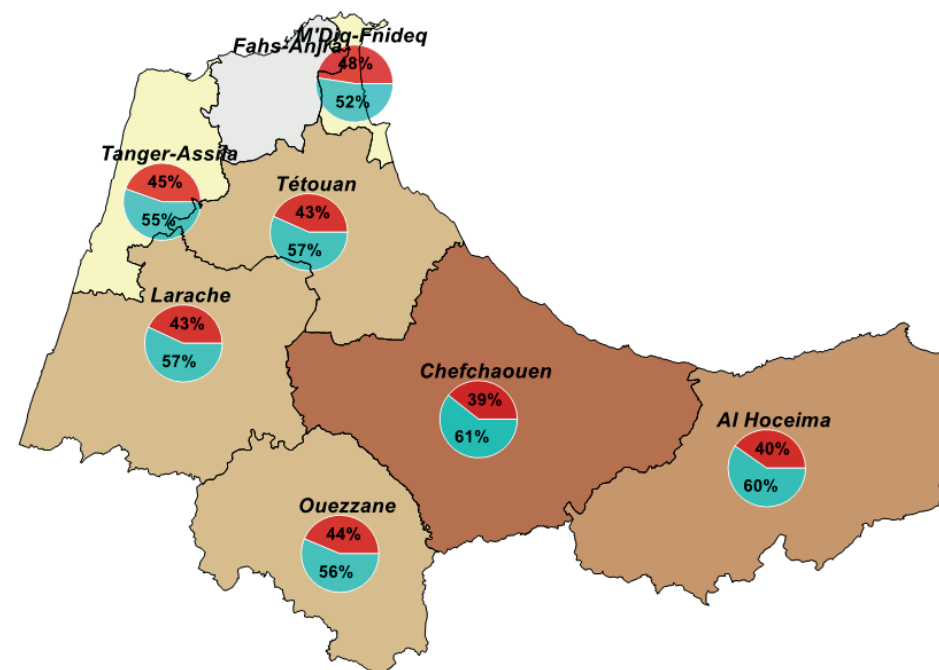 M'Diq-Fnideq
Fahs-Anjra
48%
52%
Tanger-Assila
45%
55%
Tétouan
43%
57%
Larache
43%
57%
Chefchaouen
39%
61%
Al Hoceima
40%
60%
Ouezzane
44%
56%